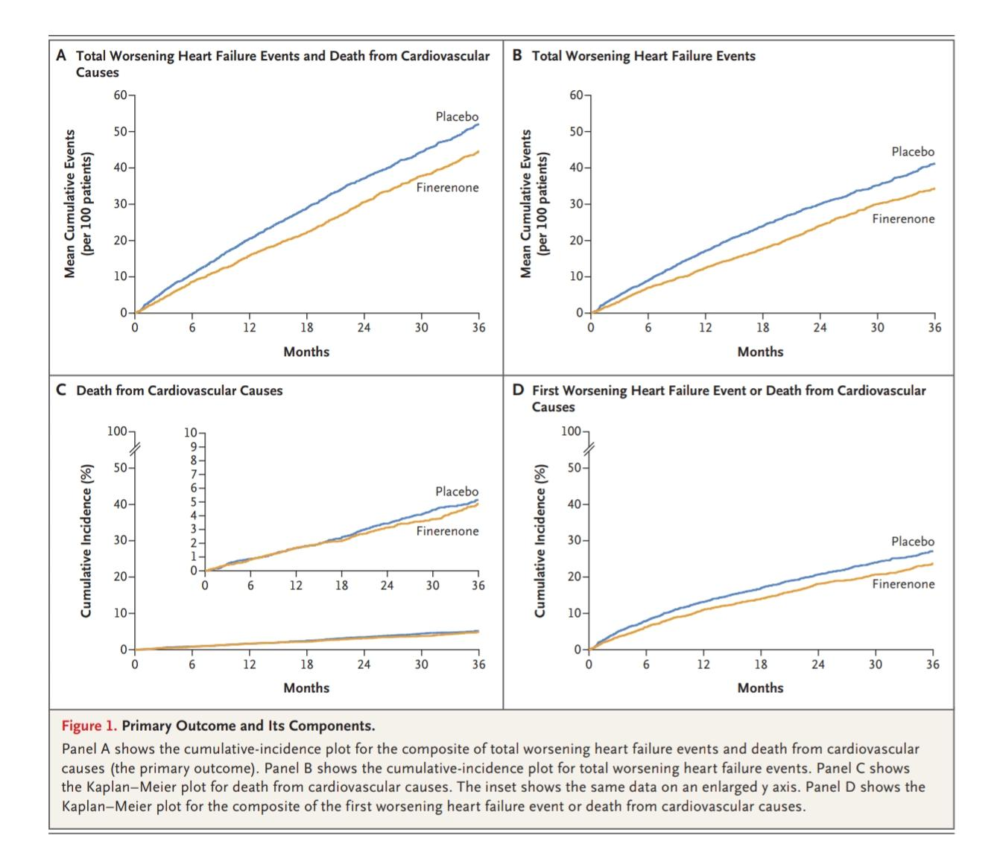 A Total Worsening Heart Failure Events and Death from Cardiovascular
Causes
Mean Cumulative Events
(per 100 patients)
60
50
40
30
20
10
0
Placebo
Finerenone
0 6 12 18 24 30 36
Months
B Total Worsening Heart Failure Events
Mean Cumulative Events
(per 100 patients)
60
50
40
30
20
10
0
Placebo
Finerenone
0 6 12 18 24 30 36
Months
C Death from Cardiovascular Causes
Cumulative Incidence (%)
100
50
40
30
20
10
0
10
9
8
7
6
5
4
3
2
1
0
Placebo
Finerenone
0 6 12 18 24 30 36
0 6 12 18 24 30 36
Months
D First Worsening Heart Failure Event or Death from Cardiovascular
Causes
Cumulative Incidence (%)
100
50
40
30
20
10
0
Placebo
Finerenone
0 6 12 18 24 30 36
Months
Figure 1. Primary Outcome and Its Components.
Panel A shows the cumulative-incidence plot for the composite of total worsening heart failure events and death from cardiovascular
causes (the primary outcome). Panel B shows the cumulative-incidence plot for total worsening heart failure events. Panel C shows
the Kaplan–Meier plot for death from cardiovascular causes. The inset shows the same data on an enlarged y axis. Panel D shows the
Kaplan–Meier plot for the composite of the first worsening heart failure event or death from cardiovascular causes.